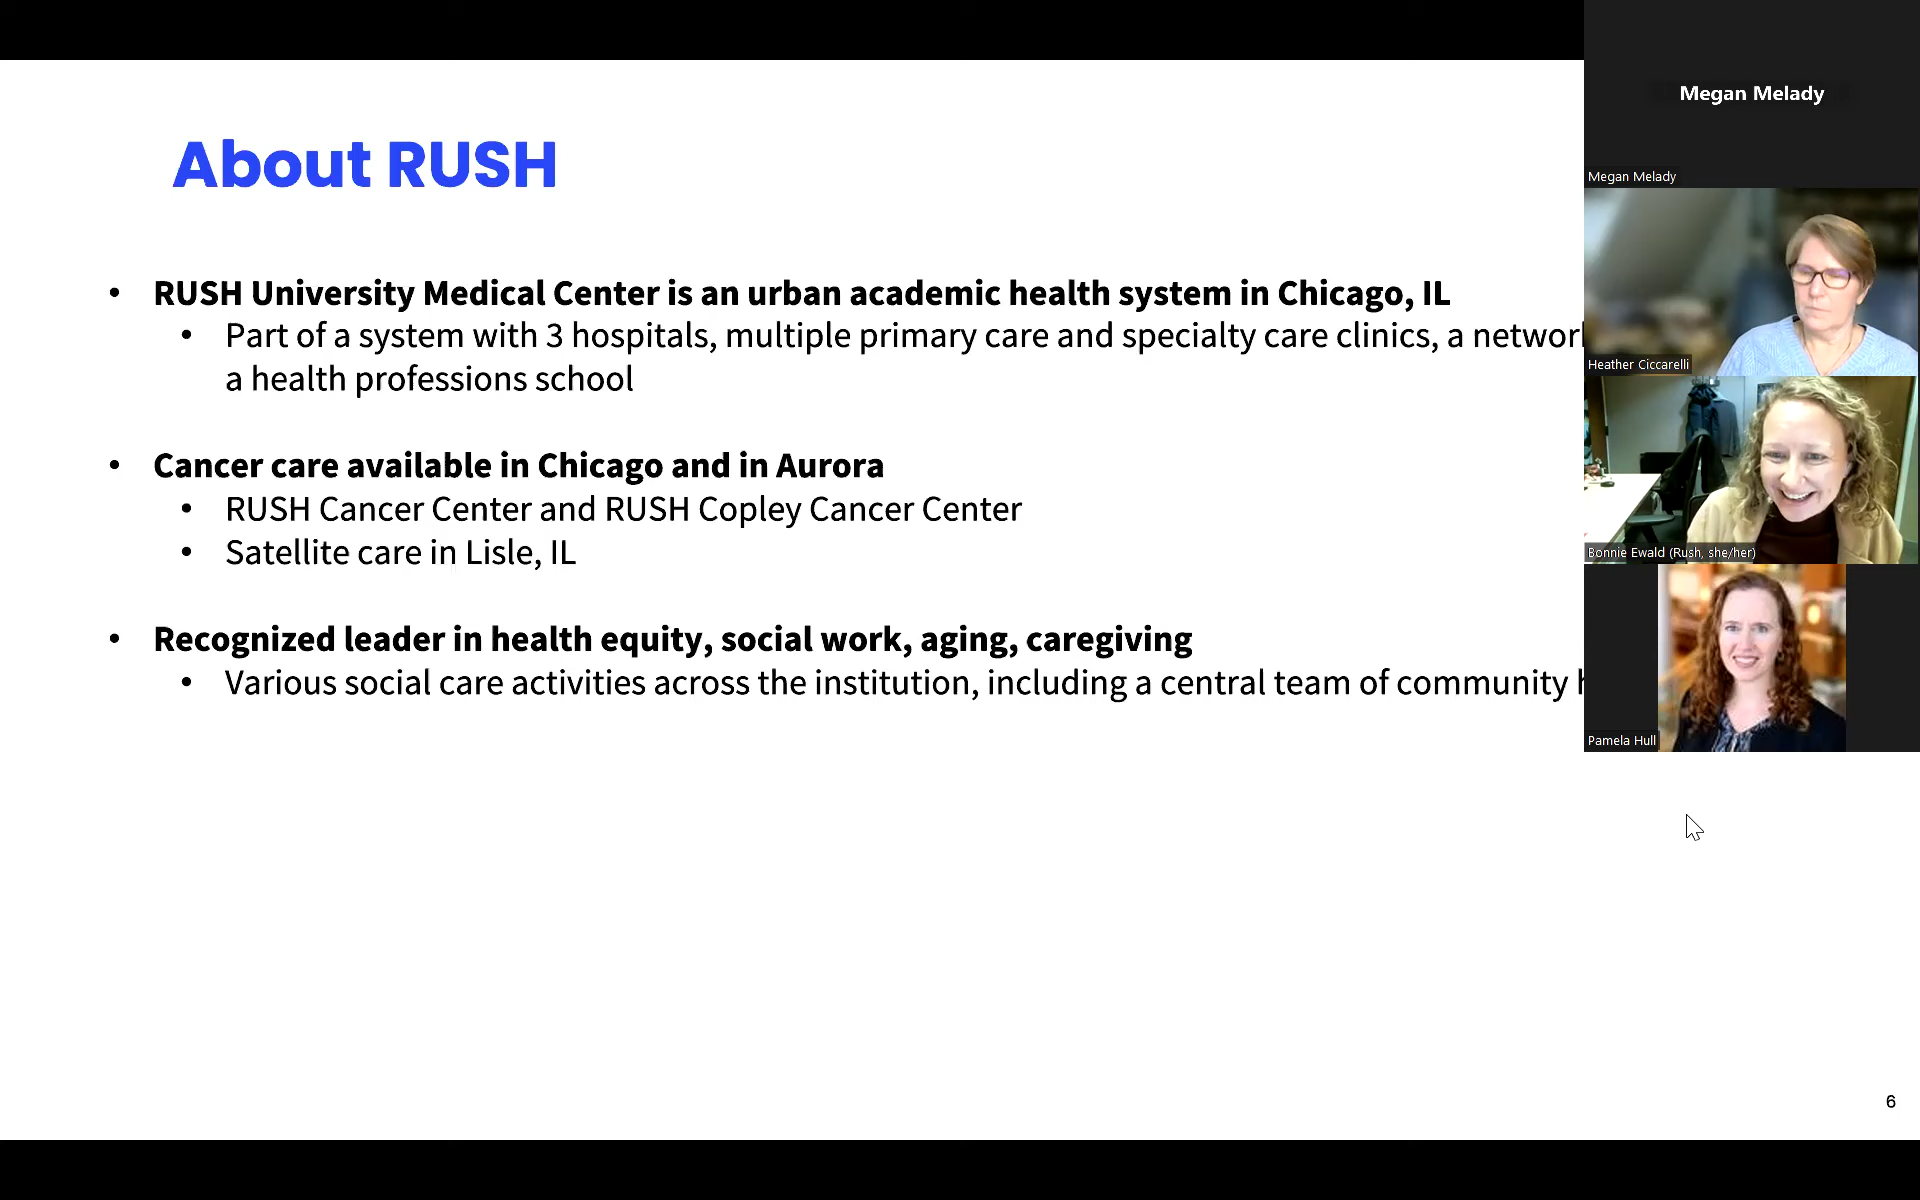 About RUSH
• RUSH University Medical Center is an urban academic health system in Chicago, IL
• Part of a system with 3 hospitals, multiple primary care and specialty care clinics, a
a health professions school
• Cancer care available in Chicago and in Aurora
• RUSH Cancer Center and RUSH Copley Cancer Center
• Satellite care in Lisle, IL
• Recognized leader in health equity, social work, aging, caregiving
• Various social care activities across the institution, including a central team of community
6
Megan Melady
Megan Melady
Heather Ciccarelli
Bonnie Ewald (Rush, she/her)
Pamela Hull